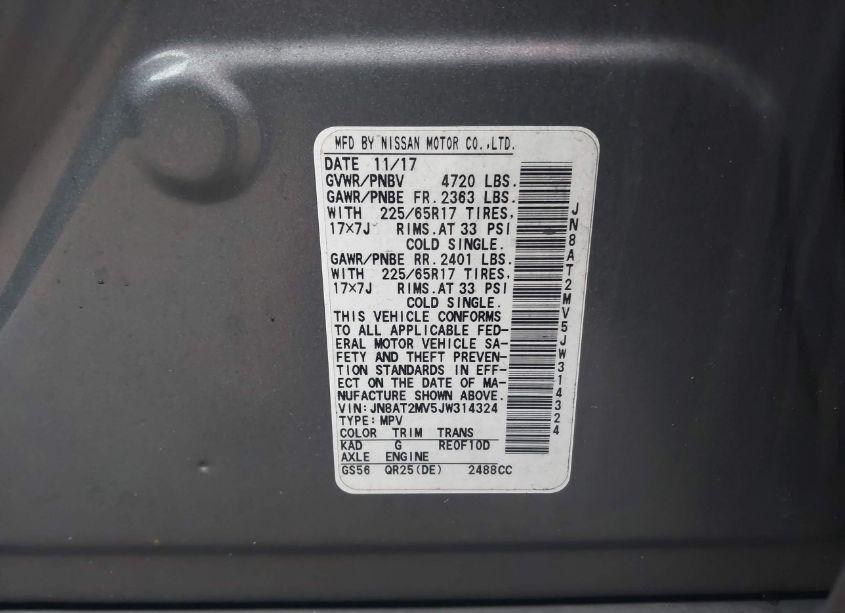 MFD BY NISSAN MOTOR CO.,LTD.
DATE 11/17
GVWR/PNBV 4720 LBS.
GAWR/PNBE FR. 2363 LBS.
WITH 225/65R17 TIRES,
17×7J RIMS.AT 33 PSI
COLD SINGLE.
GAWR/PNBE RR. 2401 LBS.
WITH 225/65R17 TIRES,
17×7J RIMS.AT 33 PSI
COLD SINGLE.
THIS VEHICLE CONFORMS
TO ALL APPLICABLE FED-
ERAL MOTOR VEHICLE SA-
FETY AND THEFT PREVEN-
TION STANDARDS IN EFF-
ECT ON THE DATE OF MA-
NUFACTURE SHOWN ABOVE.
VIN: JN8AT2MV5JW314324
TYPE: MPV
COLOR TRIM TRANS
KAD G RE0F10D
AXLE ENGINE
GS56 QR25(DE) 2488CC
JN8AT2MV5JW314324